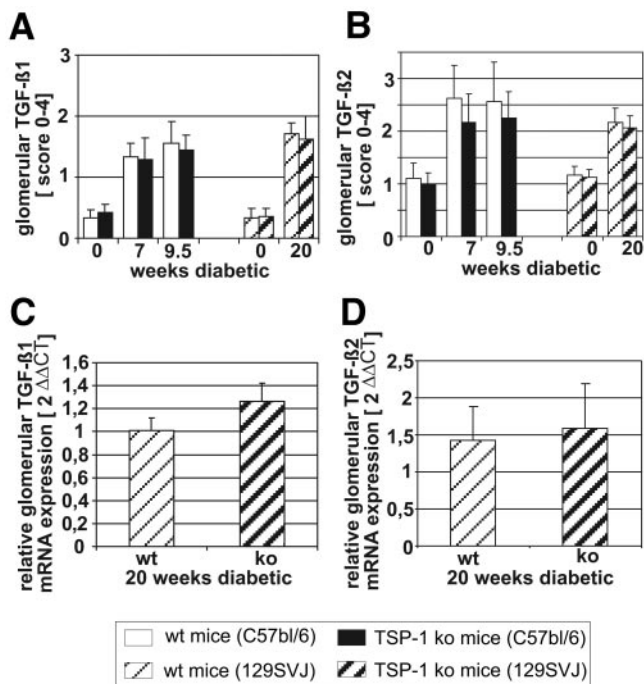 A
glomerular TGF-ß1
[ score 0-4]
3
2
1
0
0 7 9.5 0 20
weeks diabetic
B
glomerular TGF-ß2
[ score 0-4]
3
2
1
0
0 7 9.5 0 20
weeks diabetic
C
relative glomerular TGF-ß1
mRNA expression [ 2 ΔΔCT]
1,6
1,4
1,2
1
0,8
0,6
0,4
0,2
0
wt ko
20 weeks diabetic
D
relative glomerular TGF-ß2
mRNA expression [ 2 ΔΔCT]
2,5
2
1,5
1
0,5
0
wt ko
20 weeks diabetic
wt mice (C57bl/6) TSP-1 ko mice (C57bl/6)
wt mice (129SVJ) TSP-1 ko mice (129SVJ)